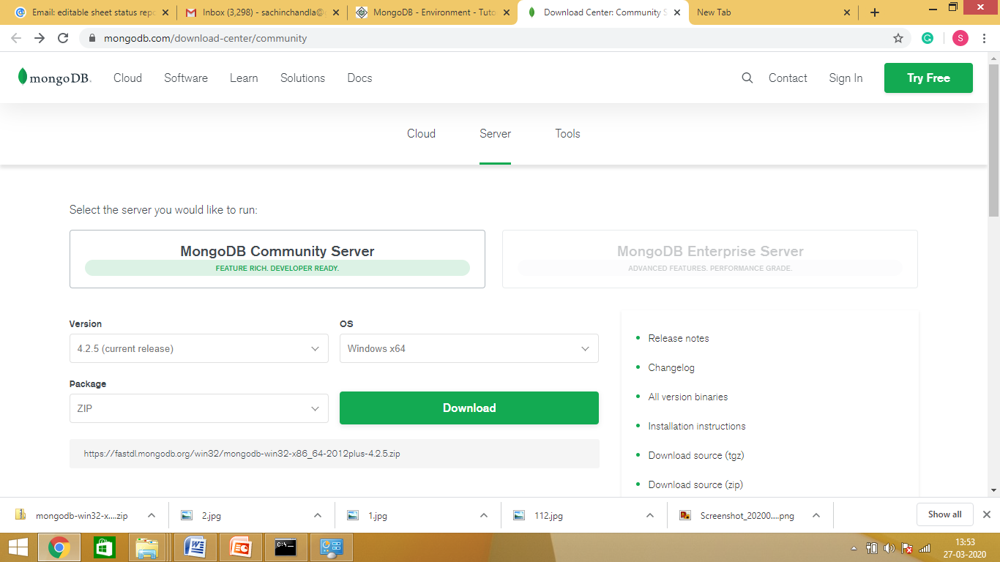 Email: editable sheet status repo
Inbox (3,298) - sachinchandla@
MongoDB - Environment - Tuto
Download Center: Community S
New Tab
mongodb.com/download-center/community
S
mongoDB.
Cloud
Software
Learn
Solutions
Docs
Contact
Sign In
Try Free
Cloud
Server
Tools
Select the server you would like to run:
MongoDB Community Server
FEATURE RICH. DEVELOPER READY.
MongoDB Enterprise Server
ADVANCED FEATURES. PERFORMANCE GRADE.
Version
OS
4.2.5 (current release)
Windows x64
Package
ZIP
Download
https://fastdl.mongodb.org/win32/mongodb-win32-x86_64-2012plus-4.2.5.zip
Release notes
Changelog
All version binaries
Installation instructions
Download source (tgz)
Download source (zip)
mongodb-win32-x....zip
2.jpg
1.jpg
112.jpg
Screenshot_20200....png
Show all
13:53
27-03-2020